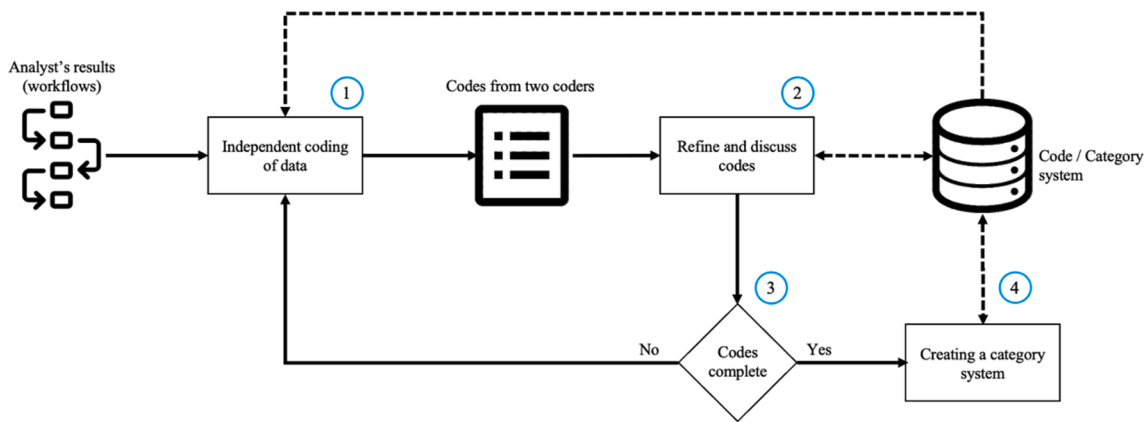 Analyst's results
(workflows)
1
Independent coding
of data
Codes from two coders
2
Refine and discuss
codes
Code / Category
system
3
Codes
complete
No
Yes
4
Creating a category
system